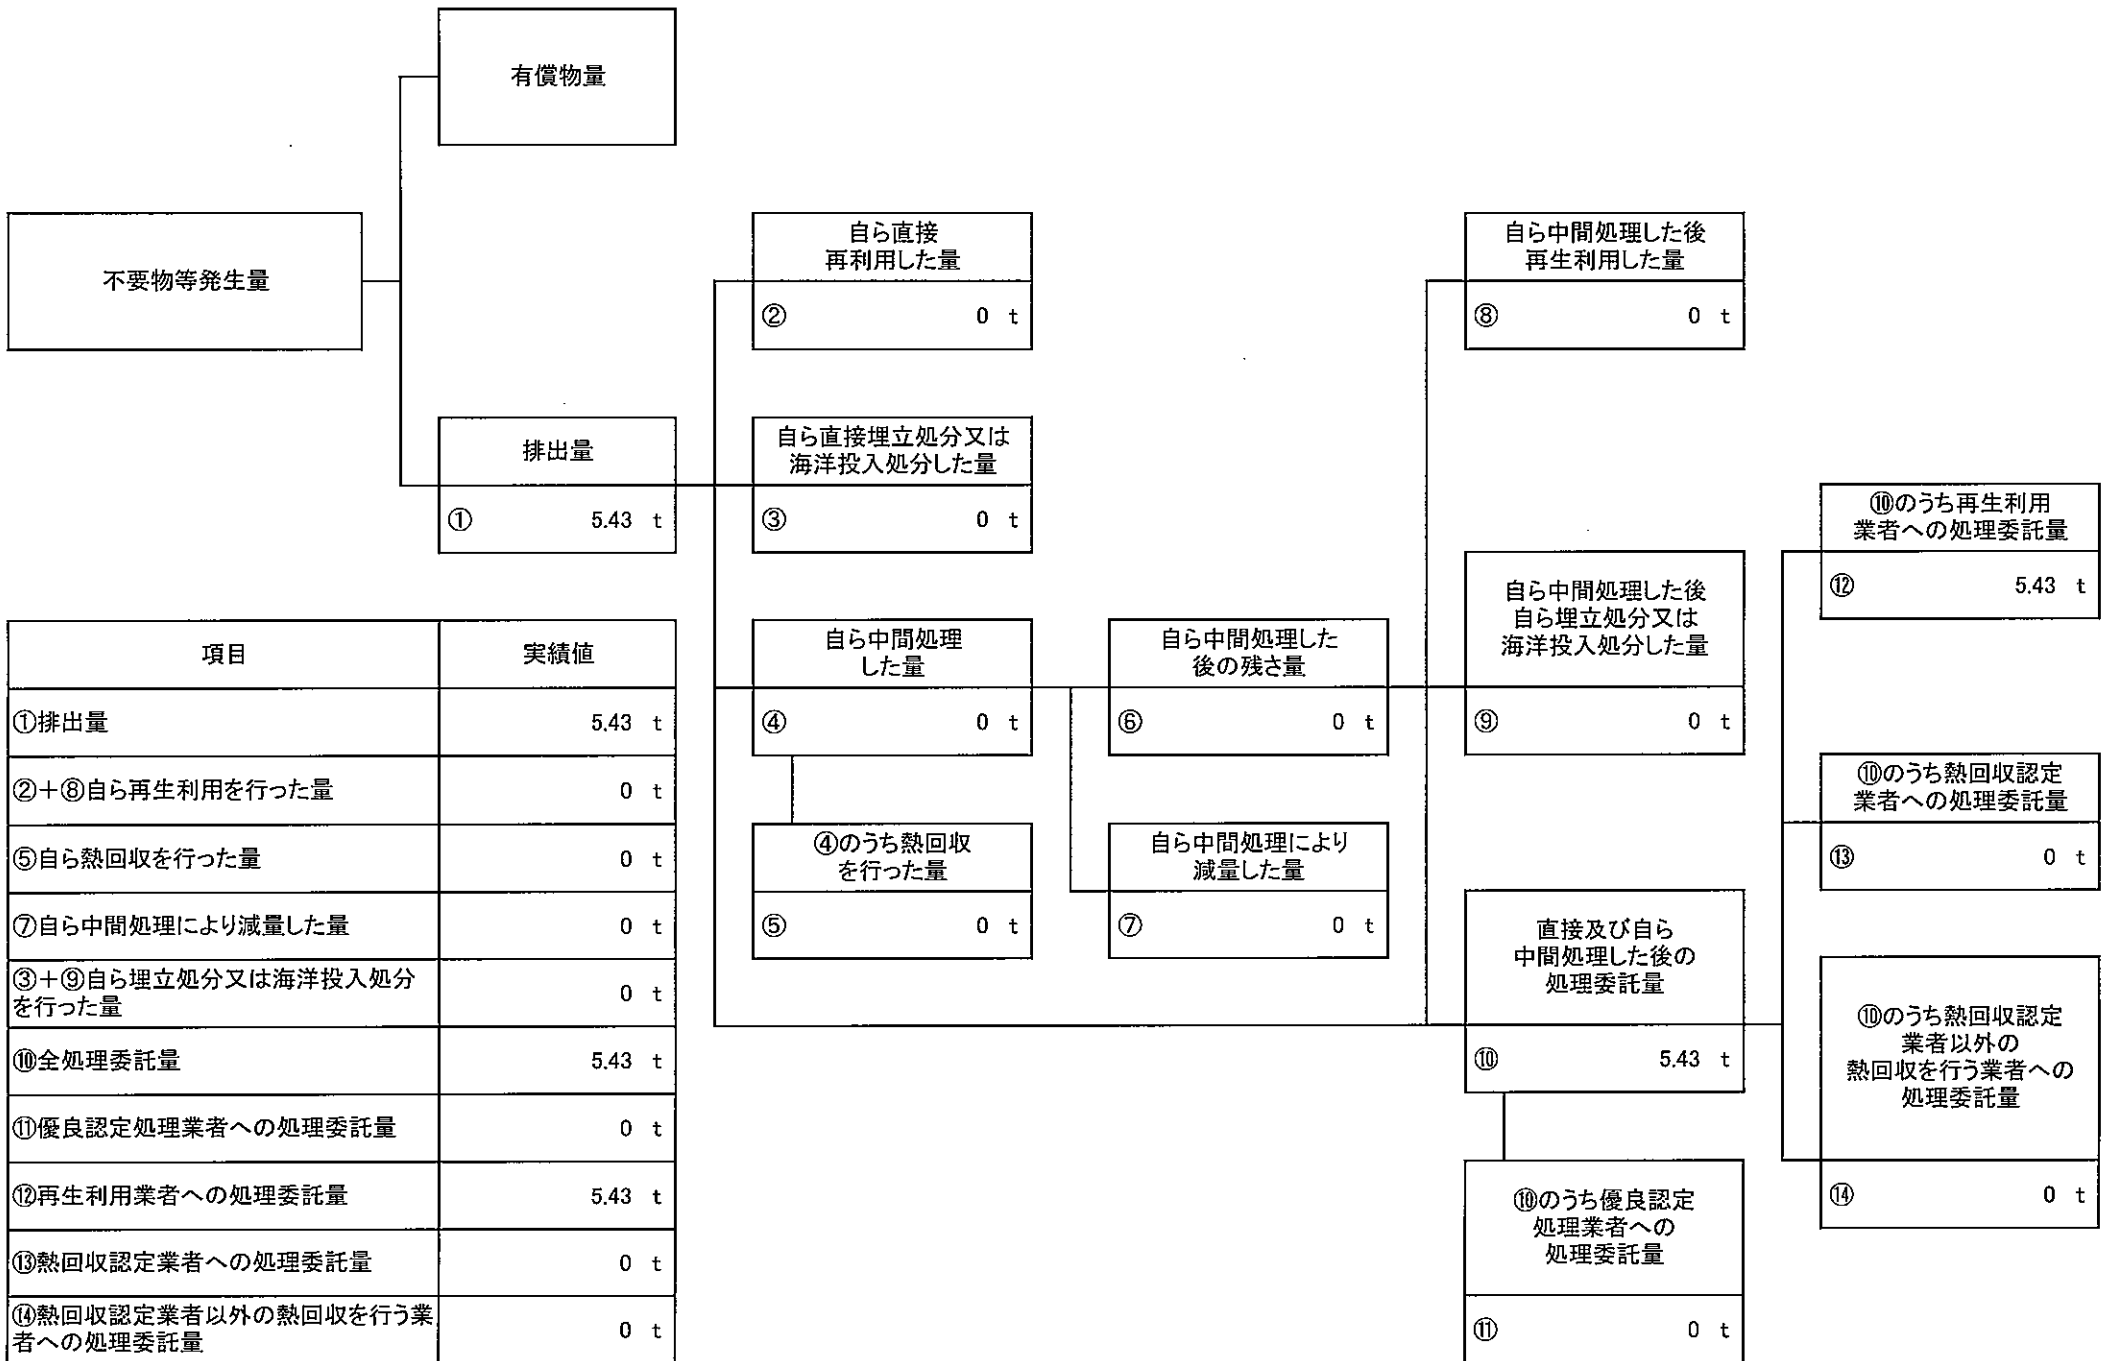 有償物量
不要物等発生量
自ら直接
再利用した量
② 0 t
自ら中間処理した後
再生利用した量
⑧ 0 t
排出量
① 5.43 t
自ら直接埋立処分又は
海洋投入処分した量
③ 0 t
⑩のうち再生利用
業者への処理委託量
⑫ 5.43 t
自ら中間処理した後
自ら埋立処分又は
海洋投入処分した量
⑨ 0 t
自ら中間処理
した量
④ 0 t
自ら中間処理した
後の残さ量
⑥ 0 t
⑩のうち熱回収認定
業者への処理委託量
⑬ 0 t
④のうち熱回収
を行った量
⑤ 0 t
自ら中間処理により
減量した量
⑦ 0 t
直接及び自ら
中間処理した後の
処理委託量
⑩ 5.43 t
⑩のうち熱回収認定
業者以外の
熱回収を行う業者への
処理委託量
⑭ 0 t
⑩のうち優良認定
処理業者への
処理委託量
⑪ 0 t
項目 実績値
①排出量 5.43 t
②+⑧自ら再生利用を行った量 0 t
⑤自ら熱回収を行った量 0 t
⑦自ら中間処理により減量した量 0 t
③+⑨自ら埋立処分又は海洋投入処分
を行った量 0 t
⑩全処理委託量 5.43 t
⑪優良認定処理業者への処理委託量 0 t
⑫再生利用業者への処理委託量 5.43 t
⑬熱回収認定業者への処理委託量 0 t
⑭熱回収認定業者以外の熱回収を行う業
者への処理委託量 0 t